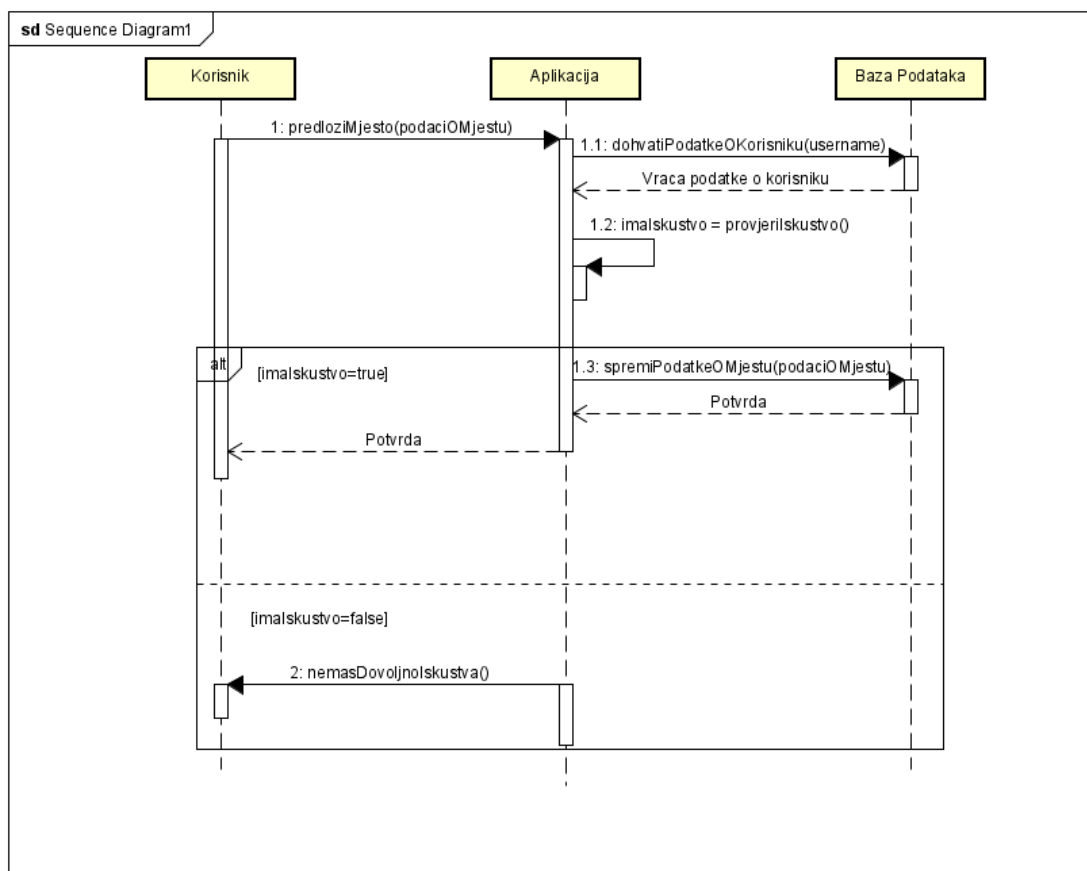 sd Sequence Diagram1
Korisnik
Aplikacija
Baza Podataka
1: predloziMjesto(podaciOMjestu)
1.1: dohvatiPodatkeOKorisniku(username)
Vraca podatke o korisniku
1.2: imaIskustvo = provjeriIskustvo()
alt
[imaIskustvo=true]
1.3: spremiPodatkeOMjestu(podaciOMjestu)
Potvrda
Potvrda
[imaIskustvo=false]
2: nemasDovoljnoIskustva()